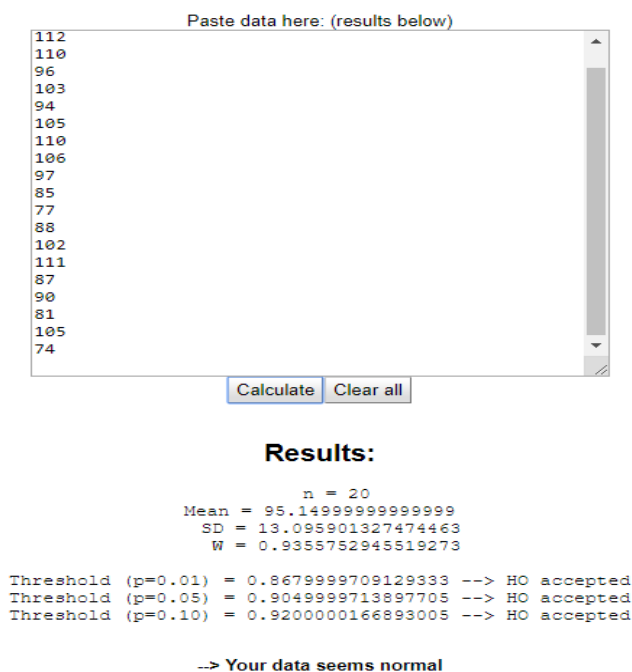 Paste data here: (results below)
112
110
96
103
94
105
110
106
97
85
77
88
102
111
87
90
81
105
74
Calculate Clear all
Results:
n = 20
Mean = 95.14999999999999
SD = 13.095901327474463
W = 0.9355752945519273
Threshold (p=0.01) = 0.8679999709129333 --> HO accepted
Threshold (p=0.05) = 0.9049999713897705 --> HO accepted
Threshold (p=0.10) = 0.9200000166893005 --> HO accepted
--> Your data seems normal